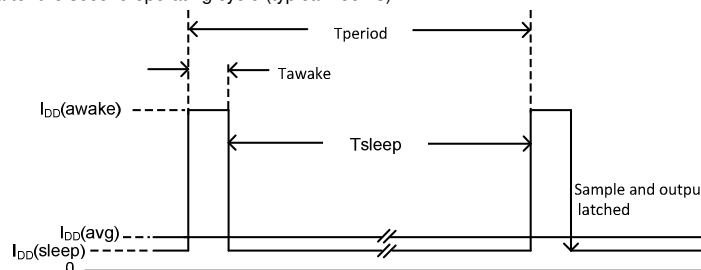 Tperiod
Tawake
IDD(awake)
Tsleep
Sample and outpu
latched
IDD(avg)
IDD(sleep)
0